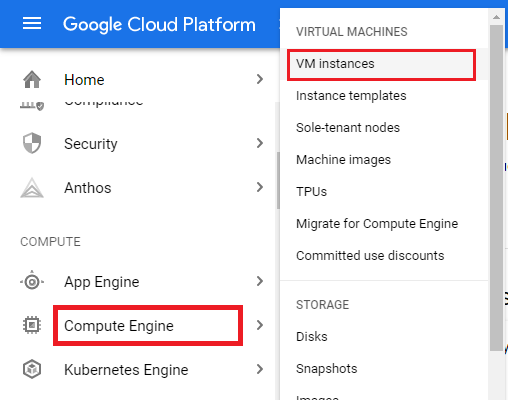 Google Cloud Platform
Home
Compliance
Security
Anthos
COMPUTE
App Engine
Compute Engine
Kubernetes Engine
VIRTUAL MACHINES
VM instances
Instance templates
Sole-tenant nodes
Machine images
TPUs
Migrate for Compute Engine
Committed use discounts
STORAGE
Disks
Snapshots
Images